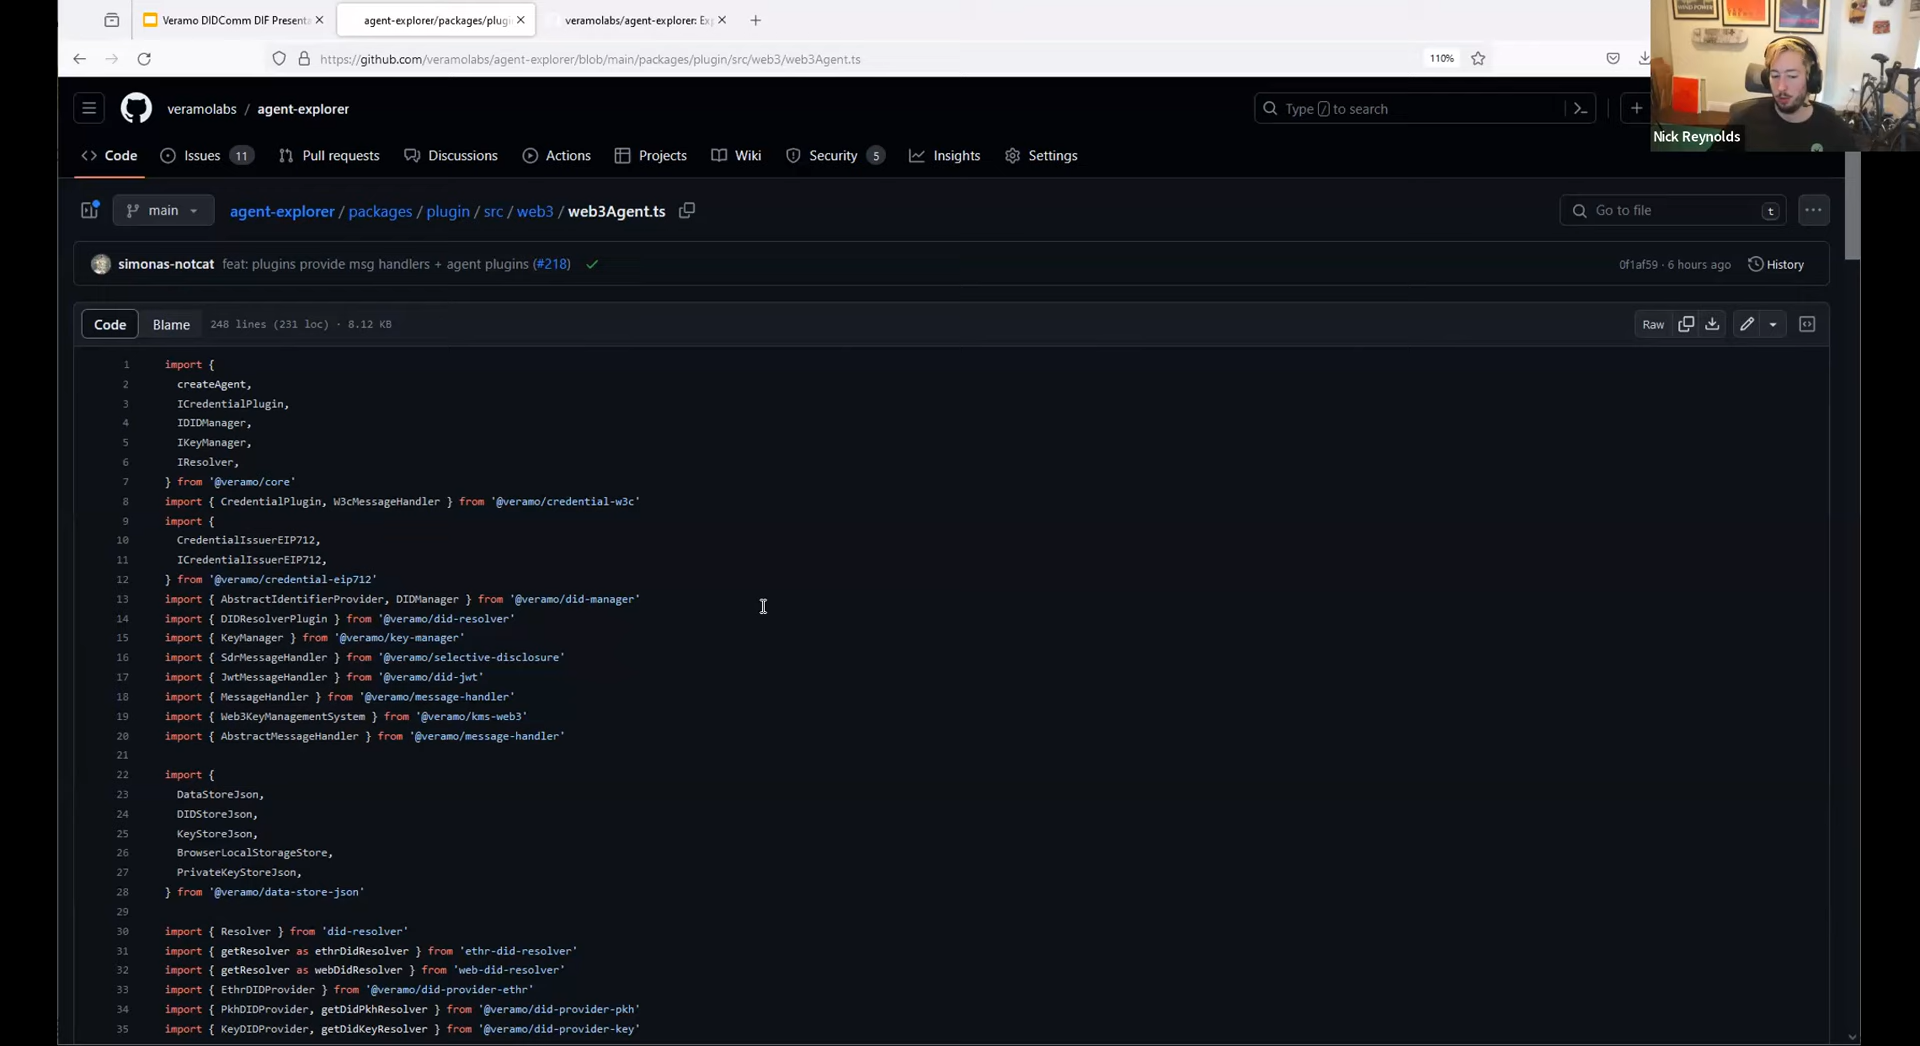 Veramo DIDComm DIF Presenta
agent-explorer/packages/plugi
veramolabs/agent-explorer: Ex
https://github.com/veramolabs/agent-explorer/blob/main/packages/plugin/src/web3/web3Agent.ts
110%
veramolabs / agent-explorer
Type / to search
Nick Reynolds
Code
Issues 11
Pull requests
Discussions
Actions
Projects
Wiki
Security 5
Insights
Settings
main
agent-explorer / packages / plugin / src / web3 / web3Agent.ts
Go to file t
simonas-notcat feat: plugins provide msg handlers + agent plugins (#218)
0f1af59 · 6 hours ago
History
Code
Blame
248 lines (231 loc) · 8.12 KB
Raw
1 import {
2 createAgent,
3 ICredentialPlugin,
4 IDIDManager,
5 IKeyManager,
6 IResolver,
7 } from '@veramo/core'
8 import { CredentialPlugin, W3cMessageHandler } from '@veramo/credential-w3c'
9 import {
10 CredentialIssuerEIP712,
11 ICredentialIssuerEIP712,
12 } from '@veramo/credential-eip712'
13 import { AbstractIdentifierProvider, DIDManager } from '@veramo/did-manager'
14 import { DIDResolverPlugin } from '@veramo/did-resolver'
15 import { KeyManager } from '@veramo/key-manager'
16 import { SdrMessageHandler } from '@veramo/selective-disclosure'
17 import { JwtMessageHandler } from '@veramo/did-jwt'
18 import { MessageHandler } from '@veramo/message-handler'
19 import { Web3KeyManagementSystem } from '@veramo/kms-web3'
20 import { AbstractMessageHandler } from '@veramo/message-handler'
21
22 import {
23 DataStoreJson,
24 DIDStoreJson,
25 KeyStoreJson,
26 BrowserLocalStorageStore,
27 PrivateKeyStoreJson,
28 } from '@veramo/data-store-json'
29
30 import { Resolver } from 'did-resolver'
31 import { getResolver as ethrDidResolver } from 'ethr-did-resolver'
32 import { getResolver as webDidResolver } from 'web-did-resolver'
33 import { EthrDIDProvider } from '@veramo/did-provider-ethr'
34 import { PkhDIDProvider, getDidPkhResolver } from '@veramo/did-provider-pkh'
35 import { KeyDIDProvider, getDidKeyResolver } from '@veramo/did-provider-key'